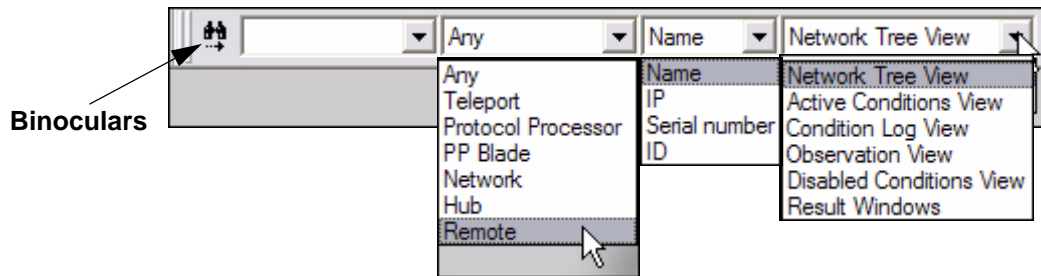 Any
Name
Network Tree View
Binoculars
Any
Teleport
Protocol Processor
PP Blade
Network
Hub
Remote
Name
IP
Serial number
ID
Network Tree View
Active Conditions View
Condition Log View
Observation View
Disabled Conditions View
Result Windows